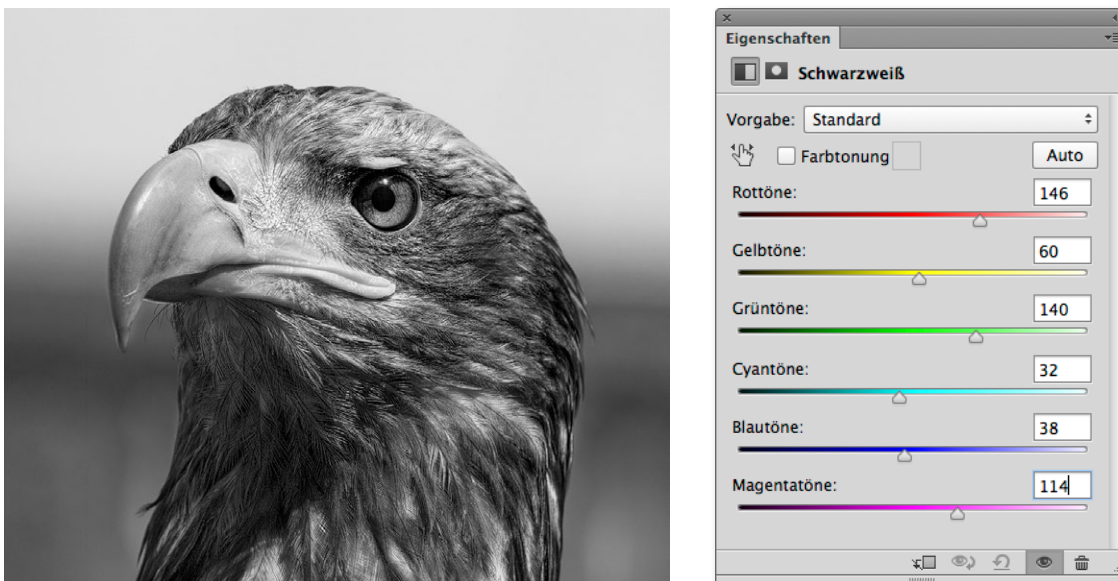 Eigenschaften
Schwarzweiß
Vorgabe: Standard
Farbtonung Auto
Rottöne: 146
Gelbtöne: 60
Grüntöne: 140
Cyantöne: 32
Blautöne: 38
Magentatöne: 114